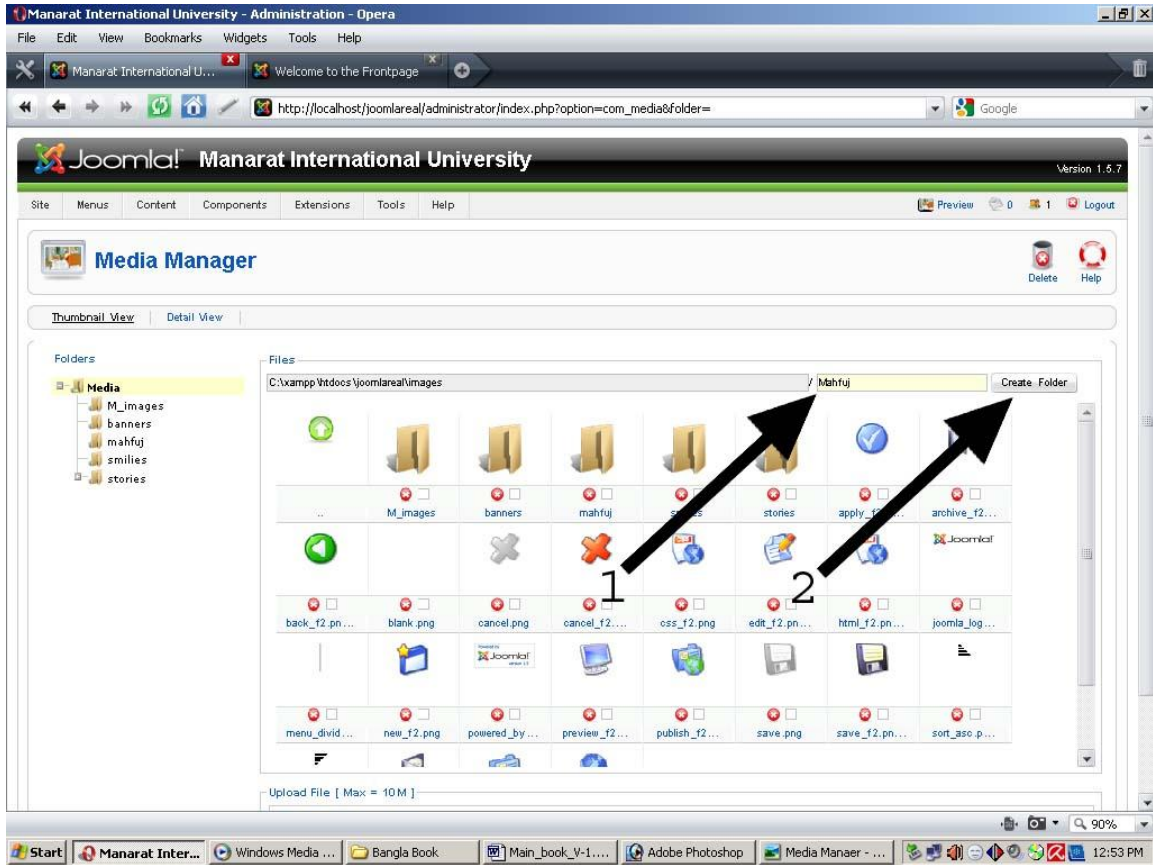 Manarat International University - Administration - Opera
File Edit View Bookmarks Widgets Tools Help
Manarat International U... Welcome to the Frontpage
http://localhost/joomlareal/administrator/index.php?option=com_media&folder= Google
Joomla! Manarat International University
Version 1.5.7
Site Menus Content Components Extensions Tools Help Preview 0 1 Logout
Media Manager
Delete Help
Thumbnail View Detail View
Folders
Media
M_images
banners
mahfuj
smilies
stories
Files
C:\xampp\htdocs\joomlareal\images / Mahfuj Create Folder
.. M_images banners mahfuj stories
Joomla!
1 2
back_f2.pn... blank.png cancel.png cancel_f2.... css_f2.png edit_f2.pn... html_f2.pn... joomla_log...
Joomla!
menu_divid... new_f2.png powered_by... preview_f2... publish_f2... save.png save_f2.pn... sort_asc.p...
Upload File [ Max = 10M ]
90%
Start Manarat Inter... Windows Media ... Bangla Book Main_book_V-1.... Adobe Photoshop Media Manaer - ... 12:53 PM